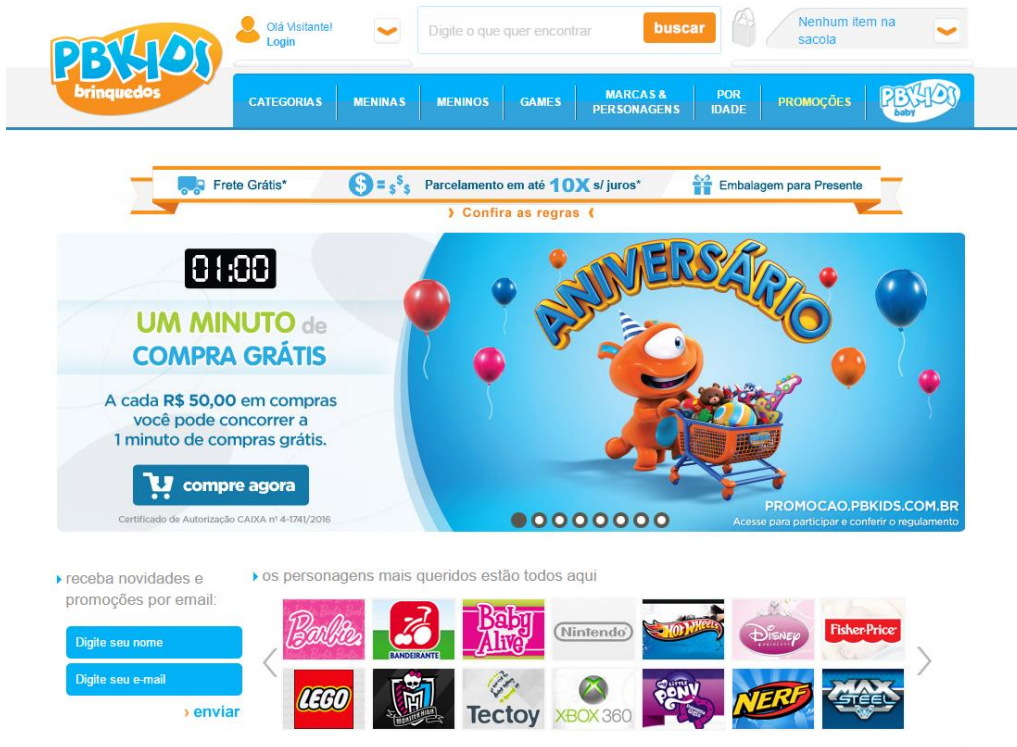 PBKIDS
brinquedos
Olá Visitante!
Login
Digite o que quer encontrar
buscar
Nenhum item na
sacola
CATEGORIAS
MENINAS
MENINOS
GAMES
MARCAS &
PERSONAGENS
POR
IDADE
PROMOÇÕES
PBKIDS
baby
Frete Grátis*
$ = $ $ $
Parcelamento em até 10X s/ juros*
Embalagem para Presente
Confira as regras
01:00
UM MINUTO de
COMPRA GRÁTIS
A cada R$ 50,00 em compras
você pode concorrer a
1 minuto de compras grátis.
compre agora
Certificado de Autorização CAIXA nº 4-1741/2016
ANIVERSÁRIO
PROMOCAO.PBKIDS.COM.BR
Acesse para participar e conferir o regulamento
receba novidades e
promoções por email:
Digite seu nome
Digite seu e-mail
› enviar
os personagens mais queridos estão todos aqui
Barbie
BANDEIRANTE
Baby
Alive
Nintendo
Hot Wheels
Disney
PRINCESS
Fisher-Price
LEGO
MONSTER HIGH
Tectoy
XBOX 360
MY LITTLE
PONY
NERF
MAX
STEEL